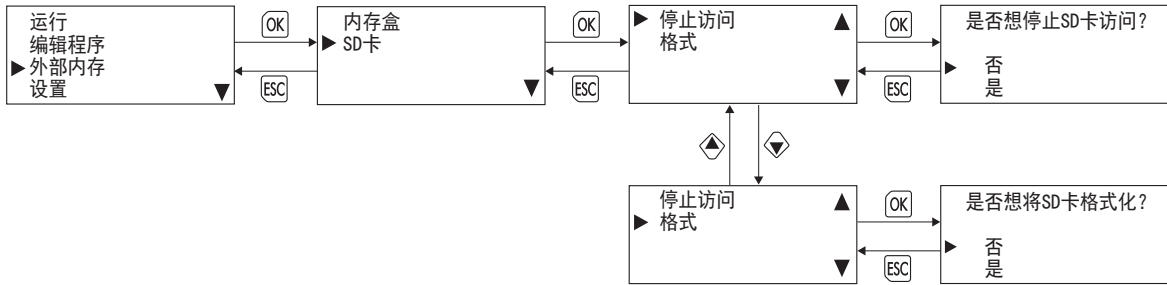 运行
编辑程序
外部内存
设置
OK
ESC
内存盒
SD卡
OK
ESC
停止访问
格式
OK
ESC
是否想停止SD卡访问?
否
是
停止访问
格式
OK
ESC
是否想将SD卡格式化?
否
是